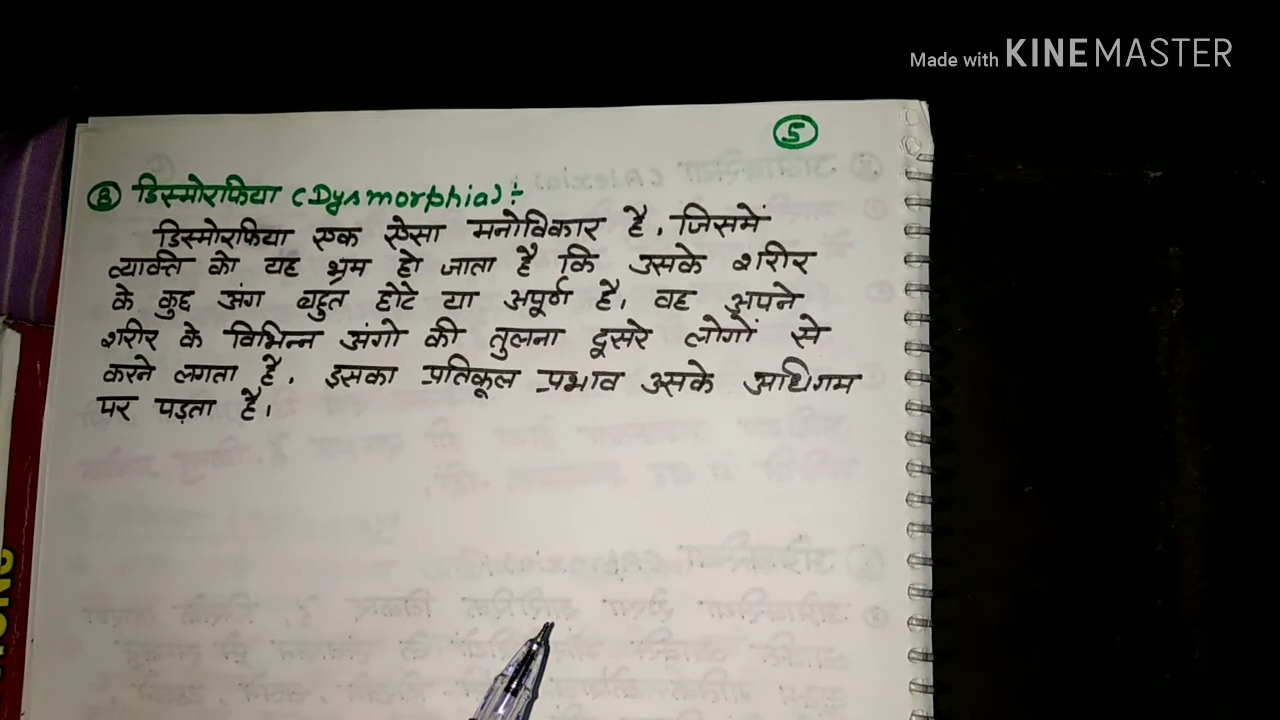 Made with KINEMASTER
5
8 डिस्मोरफिया (Dysmorphia) :-
डिस्मोरफिया एक ऐसा मनोविकार है, जिसमें
व्यक्ति को यह भ्रम हो जाता है कि उसके शरीर
के कुछ अंग बहुत छोटे या अपूर्ण है, वह अपने
शरीर के विभिन्न अंगो की तुलना दूसरे लोगों से
करने लगता है, इसका प्रतिकूल प्रभाव उसके अधिगम
पर पड़ता है।